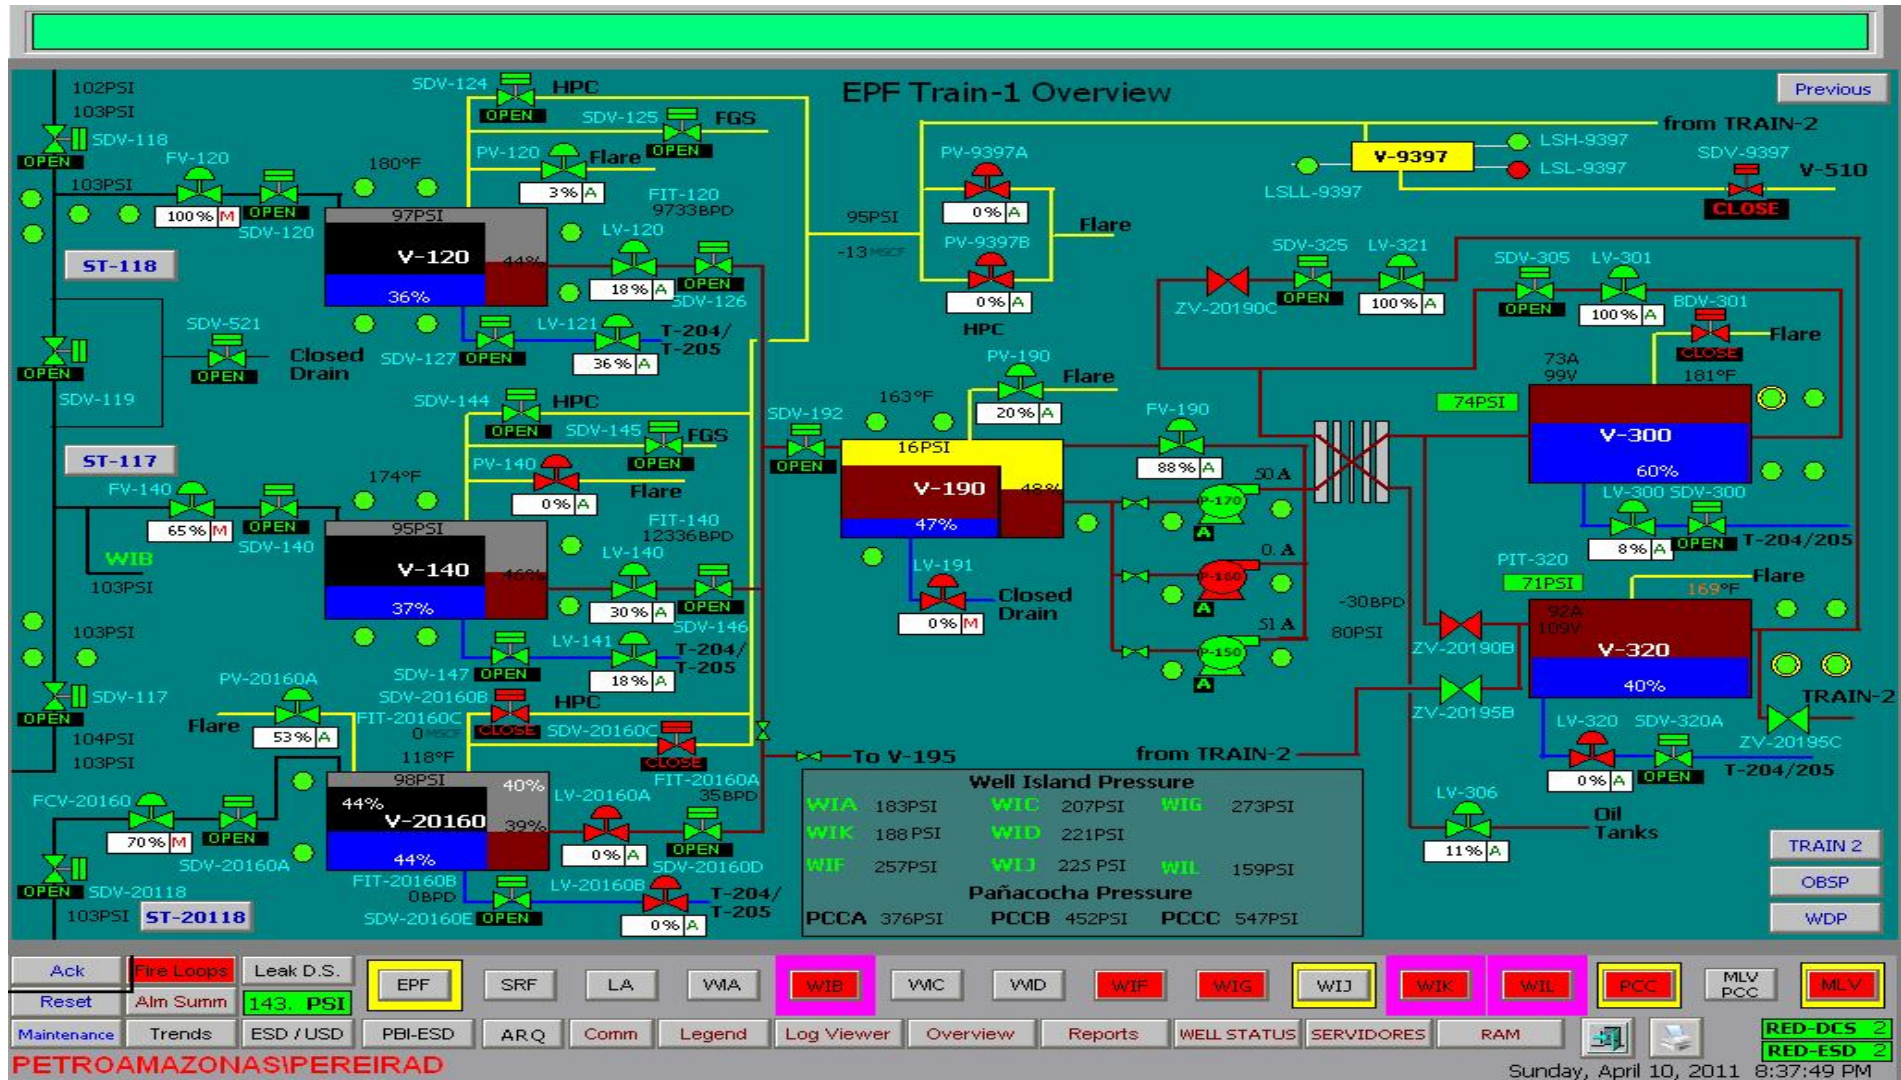 EPF Train-1 Overview
Previous
102PSI
103PSI
SDV-118
OPEN
FV-120
103PSI
100% M
OPEN
SDV-120
180°F
SDV-124
HPC
OPEN
SDV-125
FGS
OPEN
PV-120
Flare
3% A
FIT-120
9733BPD
97PSI
V-120
44%
36%
LV-120
18% A
OPEN
SDV-126
ST-118
SDV-521
OPEN
Closed
Drain
SDV-127
OPEN
LV-121
36% A
T-204/
T-205
OPEN
SDV-119
ST-117
FV-140
65% M
OPEN
SDV-140
WIB
103PSI
174°F
SDV-144
HPC
OPEN
SDV-145
FGS
OPEN
PV-140
0% A
Flare
FIT-140
12336BPD
95PSI
V-140
46%
37%
LV-140
30% A
OPEN
SDV-146
SDV-147
OPEN
LV-141
18% A
T-204/
T-205
103PSI
SDV-117
OPEN
104PSI
103PSI
PV-20160A
Flare
53% A
SDV-20160B
HPC
CLOSE
FIT-20160C
0 MSCF
SDV-20160C
CLOSE
118°F
98PSI
40%
44%
V-20160
39%
44%
FIT-20160A
35BPD
LV-20160A
0% A
OPEN
SDV-20160D
FCV-20160
70% M
OPEN
SDV-20160A
OPEN
SDV-20118
103PSI
ST-20118
FIT-20160B
0BPD
SDV-20160E
OPEN
LV-20160B
0% A
T-204/
T-205
95PSI
-13 MSCF
PV-9397A
0% A
Flare
PV-9397B
0% A
HPC
from TRAIN-2
V-9397
LSH-9397
LSL-9397
LSLL-9397
SDV-9397
CLOSE
V-510
ZV-20190C
SDV-325
OPEN
LV-321
100% A
SDV-305
OPEN
LV-301
100% A
BDV-301
CLOSE
Flare
73A
99V
181°F
74PSI
V-300
60%
LV-300
8% A
SDV-300
OPEN
T-204/205
SDV-192
OPEN
163°F
PV-190
Flare
20% A
16PSI
V-190
48%
47%
LV-191
0% M
Closed
Drain
FV-190
88% A
50 A
P-170
A
0. A
P-160
A
51 A
P-150
A
-30BPD
80PSI
PIT-320
71PSI
Flare
169°F
92A
109V
V-320
40%
ZV-20190B
ZV-20195B
TRAIN-2
ZV-20195C
LV-320
0% A
SDV-320A
OPEN
T-204/205
To V-195
from TRAIN-2
LV-306
11% A
Oil
Tanks
Well Island Pressure
WIA 183PSI WIC 207PSI WIG 273PSI
WIK 188 PSI WID 221PSI
WIF 257PSI WIJ 225 PSI WIL 159PSI
Pañacocha Pressure
PCCA 376PSI PCCB 452PSI PCCC 547PSI
TRAIN 2
OBSP
WDP
Ack Fire Loops Leak D.S.
EPF SRF LA WIA WIB WIC WID WIF WIG WIJ WIK WIL PCC MLV PCC MLV
Reset Alm Summ 143. PSI
Maintenance Trends ESD / USD PBI-ESD ARQ Comm Legend Log Viewer Overview Reports WELL STATUS SERVIDORES RAM
RED-DCS 2
RED-ESD 2
PETROAMAZONAS\PEREIRAD
Sunday, April 10, 2011 8:37:49 PM